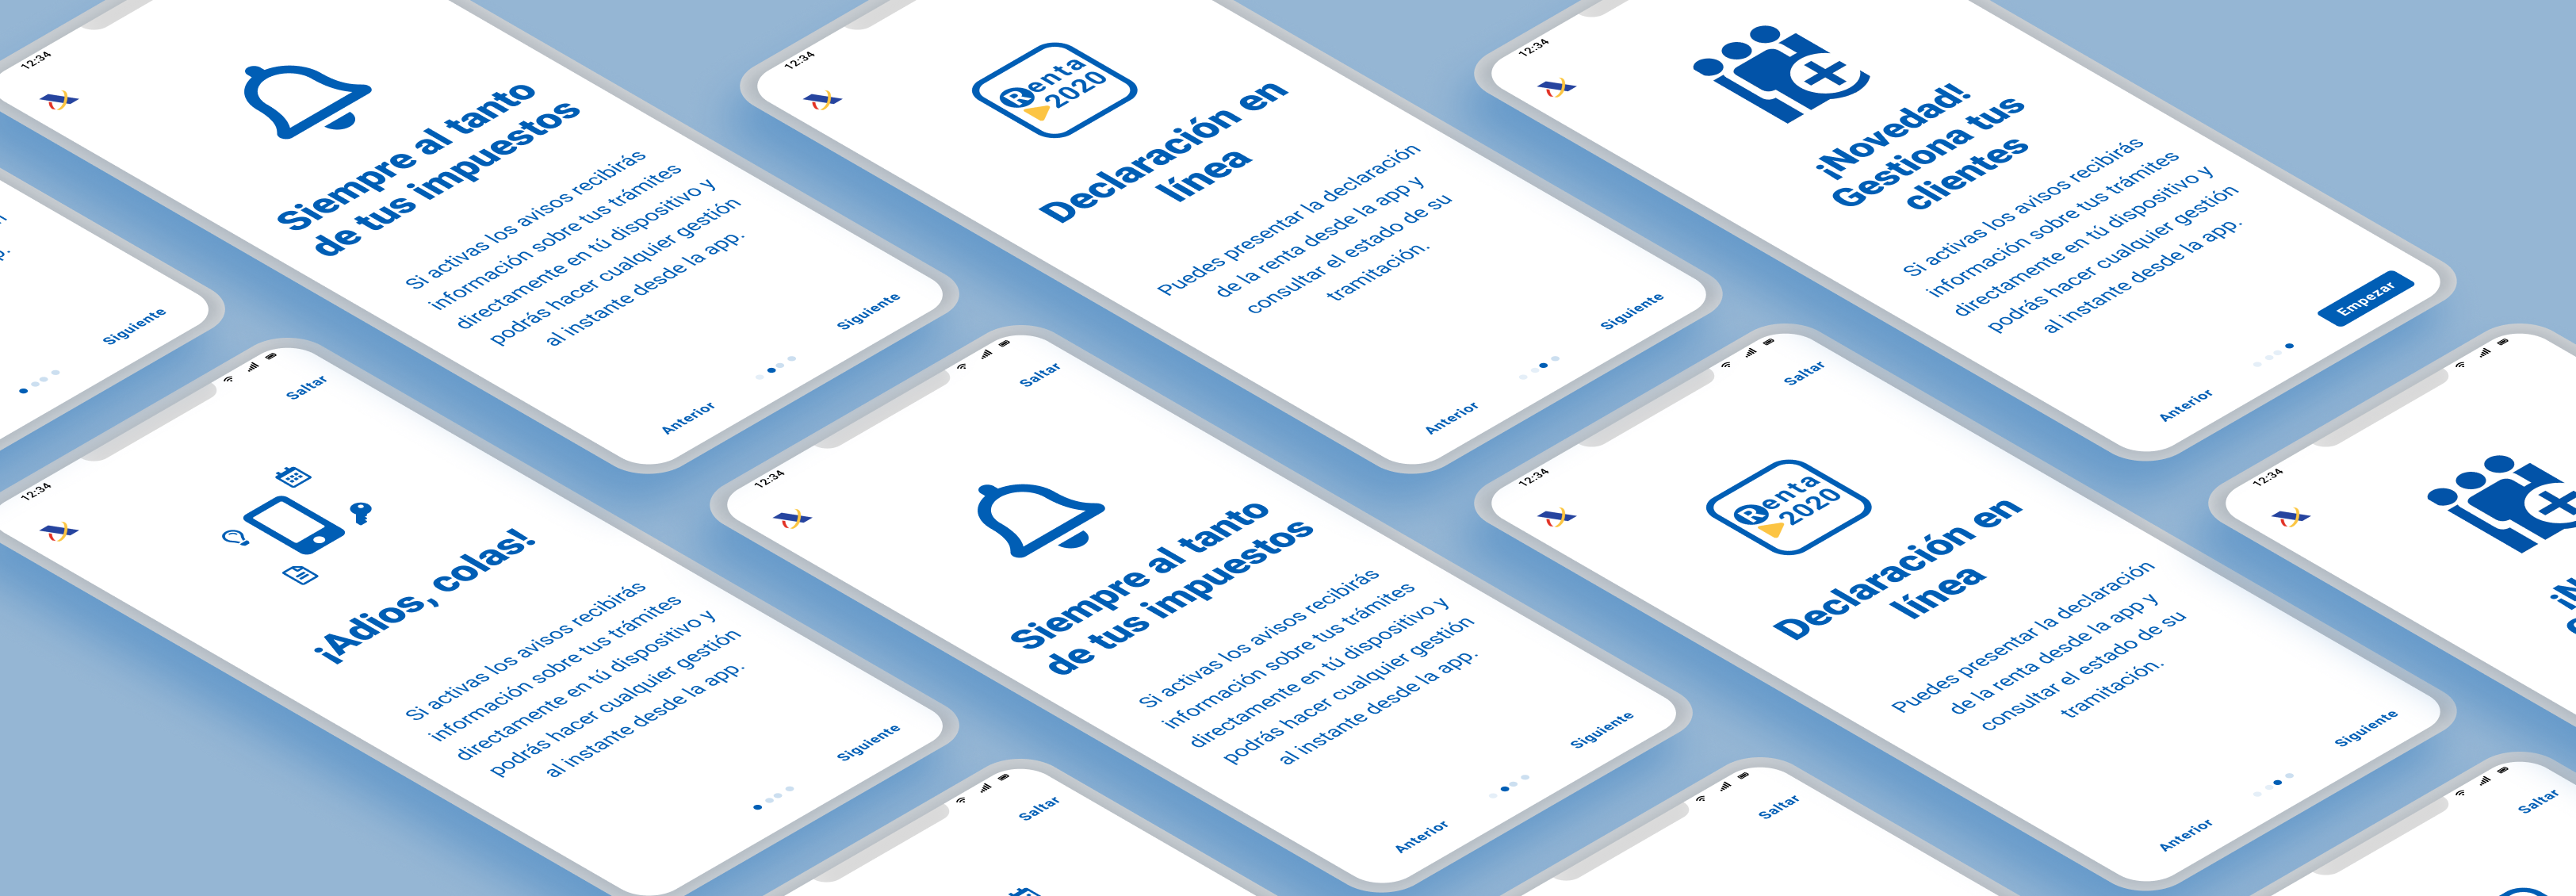 12:34
Siempre al tanto
de tus impuestos
Si activas los avisos recibirás
información sobre tus trámites
directamente en tú dispositivo y
podrás hacer cualquier gestión
al instante desde la app.
Anterior
Siguiente
12:34
Renta
2020
Declaración en
línea
Puedes presentar la declaración
de la renta desde la app y
consultar el estado de su
tramitación.
Anterior
Siguiente
12:34
¡Novedad!
Gestiona tus
clientes
Si activas los avisos recibirás
información sobre tus trámites
directamente en tú dispositivo y
podrás hacer cualquier gestión
al instante desde la app.
Anterior
Empezar
Siguiente
12:34
Saltar
¡Adios, colas!
Si activas los avisos recibirás
información sobre tus trámites
directamente en tú dispositivo y
podrás hacer cualquier gestión
al instante desde la app.
Siguiente
12:34
Saltar
Siempre al tanto
de tus impuestos
Si activas los avisos recibirás
información sobre tus trámites
directamente en tú dispositivo y
podrás hacer cualquier gestión
al instante desde la app.
Anterior
Siguiente
12:34
Saltar
Renta
2020
Declaración en
línea
Puedes presentar la declaración
de la renta desde la app y
consultar el estado de su
tramitación.
Anterior
Siguiente
12:34
Saltar
Saltar
Saltar